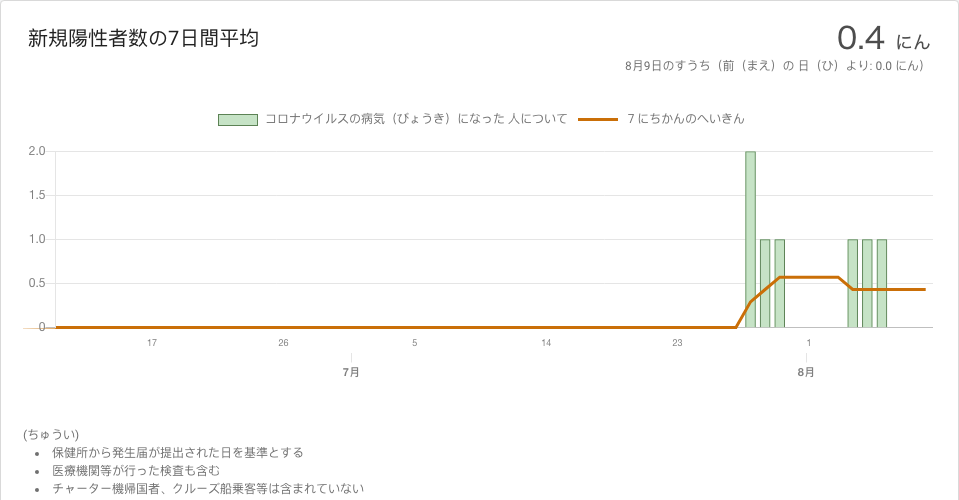 新規陽性者数の7日間平均
0.4 にん
8月9日のすうち（前（まえ）の 日（ひ）より: 0.0 にん）
コロナウイルスの病気（びょうき）になった 人について
7 にちかんのへいきん
2.0
1.5
1.0
0.5
0
17 26 5 14 23 1
7月 8月
(ちゅうい)
• 保健所から発生届が提出された日を基準とする
• 医療機関等が行った検査も含む
• チャーター機帰国者、クルーズ船乗客等は含まれていない